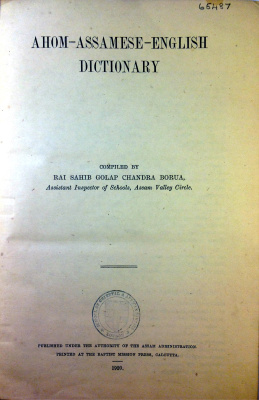 65487
AHOM–ASSAMESE–ENGLISH
DICTIONARY
COMPILED BY
RAI SAHIB GOLAP CHANDRA BORUA,
Assistant Inspector of Schools, Assam Valley Circle.
PUBLISHED UNDER THE AUTHORITY OF THE ASSAM ADMINISTRATION
PRINTED AT THE BAPTIST MISSION PRESS, CALCUTTA.
1920.